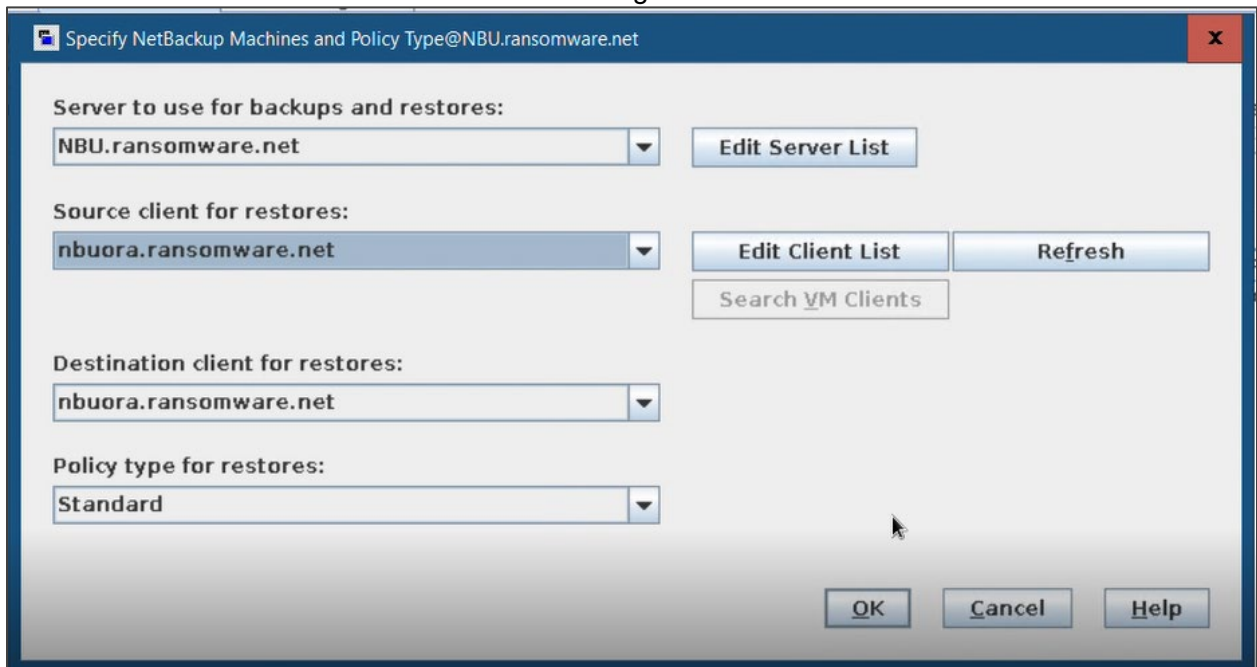 Specify NetBackup Machines and Policy Type@NBU.ransomware.net
x
Server to use for backups and restores:
NBU.ransomware.net
Edit Server List
Source client for restores:
nbuora.ransomware.net
Edit Client List
Refresh
Search VM Clients
Destination client for restores:
nbuora.ransomware.net
Policy type for restores:
Standard
OK
Cancel
Help